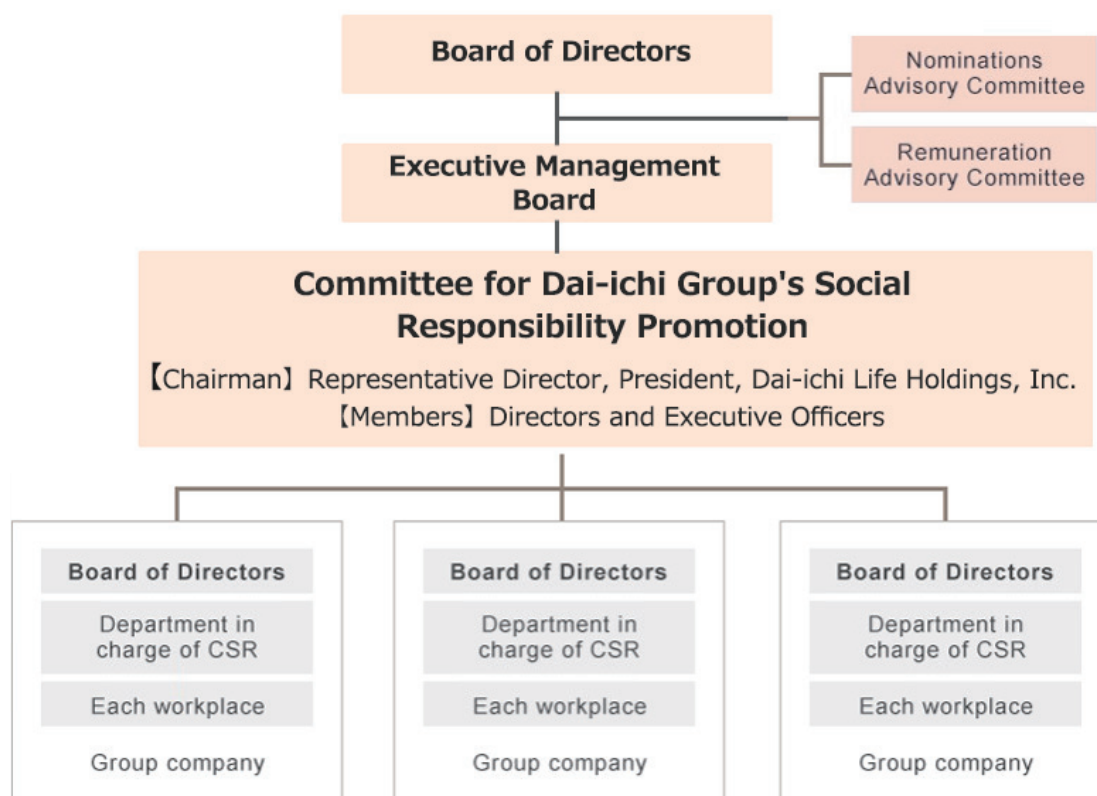 Board of Directors
Nominations
Advisory Committee
Remuneration
Advisory Committee
Executive Management
Board
Committee for Dai-ichi Group's Social
Responsibility Promotion
【Chairman】Representative Director, President, Dai-ichi Life Holdings, Inc.
【Members】Directors and Executive Officers
Board of Directors
Department in
charge of CSR
Each workplace
Group company
Board of Directors
Department in
charge of CSR
Each workplace
Group company
Board of Directors
Department in
charge of CSR
Each workplace
Group company